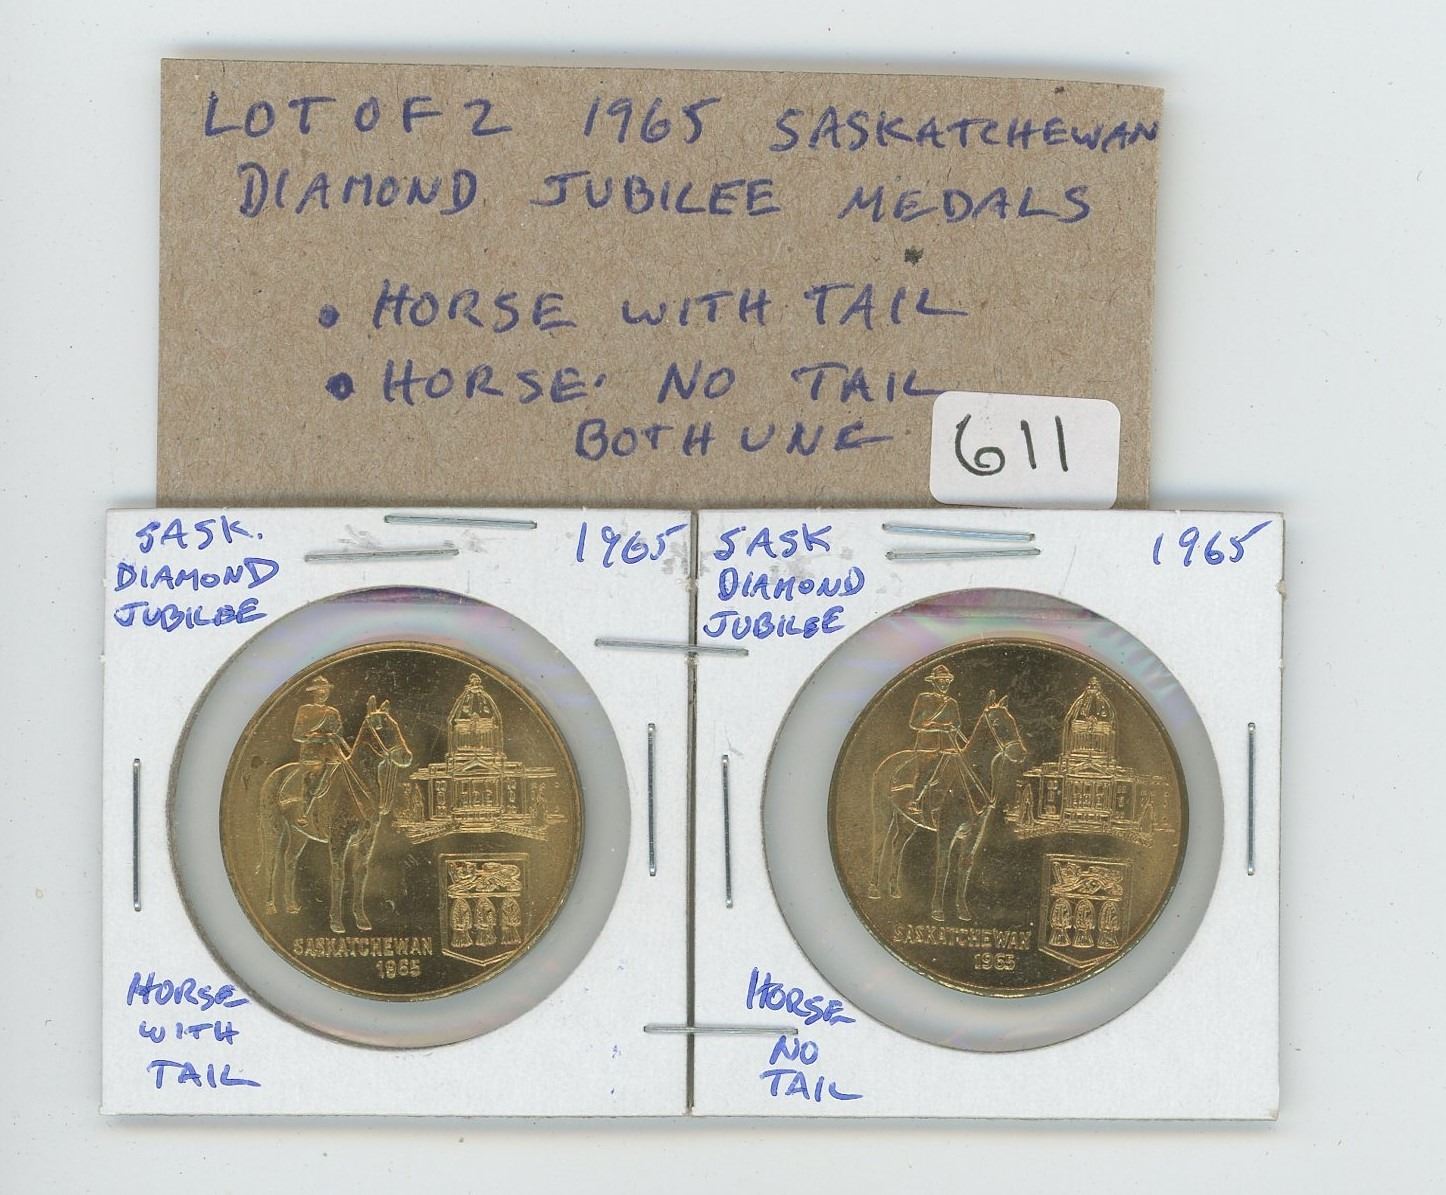 LOT OF 2 1965 SASKATCHEWAN
DIAMOND JUBILEE MEDALS
• HORSE WITH TAIL
• HORSE NO TAIL
BOTH UNC
611
SASK.
DIAMOND
JUBILEE
1965
SASKATCHEWAN
1965
HORSE
WITH
TAIL
SASK
DIAMOND
JUBILEE
1965
SASKATCHEWAN
1965
HORSE
NO
TAIL